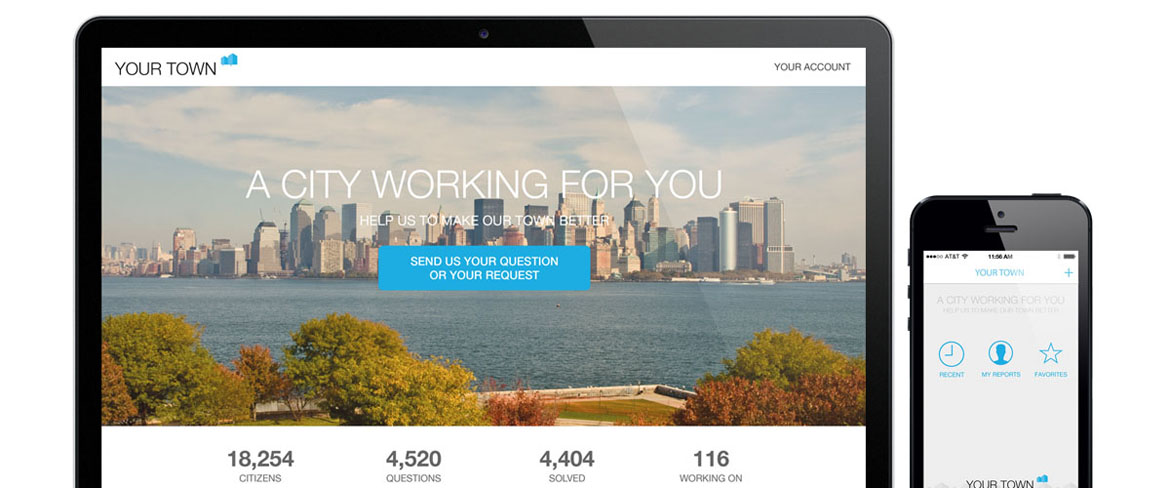 YOUR TOWN
YOUR ACCOUNT
A CITY WORKING FOR YOU
HELP US TO MAKE OUR TOWN BETTER
SEND US YOUR QUESTION
OR YOUR REQUEST
18,254
CITIZENS
4,520
QUESTIONS
4,404
SOLVED
116
WORKING ON
AT&T
11:56 AM
YOUR TOWN
+
A CITY WORKING FOR YOU
HELP US TO MAKE OUR TOWN BETTER
RECENT
MY REPORTS
FAVORITES
YOUR TOWN